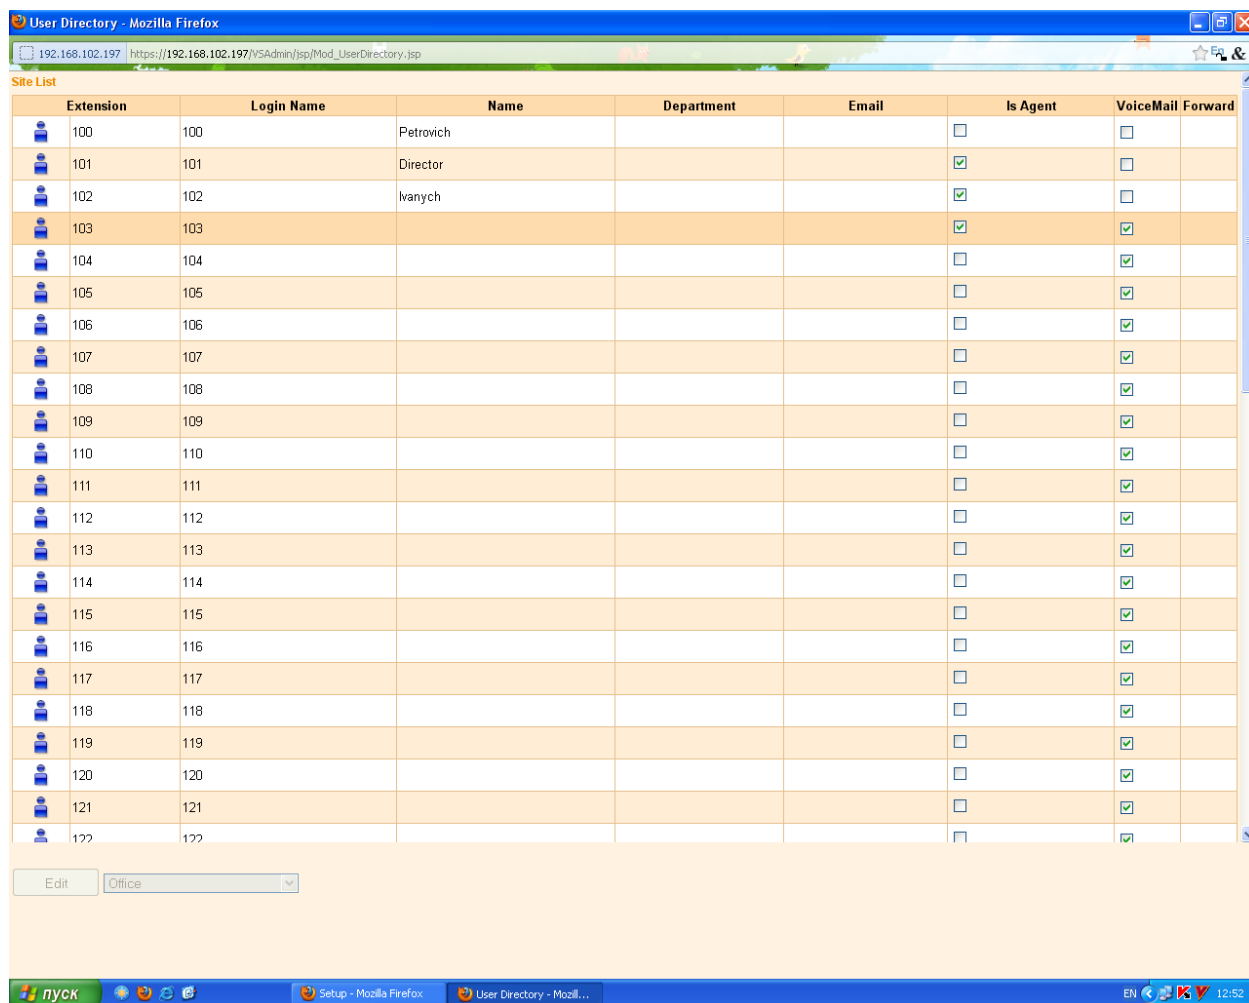 User Directory - Mozilla Firefox
192.168.102.197 https://192.168.102.197/VSAdmin/jsp/Mod_UserDirectory.jsp
Site List
Extension Login Name Name Department Email Is Agent VoiceMail Forward
100 100 Petrovich
101 101 Director
102 102 Ivanych
103 103
104 104
105 105
106 106
107 107
108 108
109 109
110 110
111 111
112 112
113 113
114 114
115 115
116 116
117 117
118 118
119 119
120 120
121 121
122 122
Edit Office
пуск Setup - Mozilla Firefox User Directory - Mozill... EN 12:52